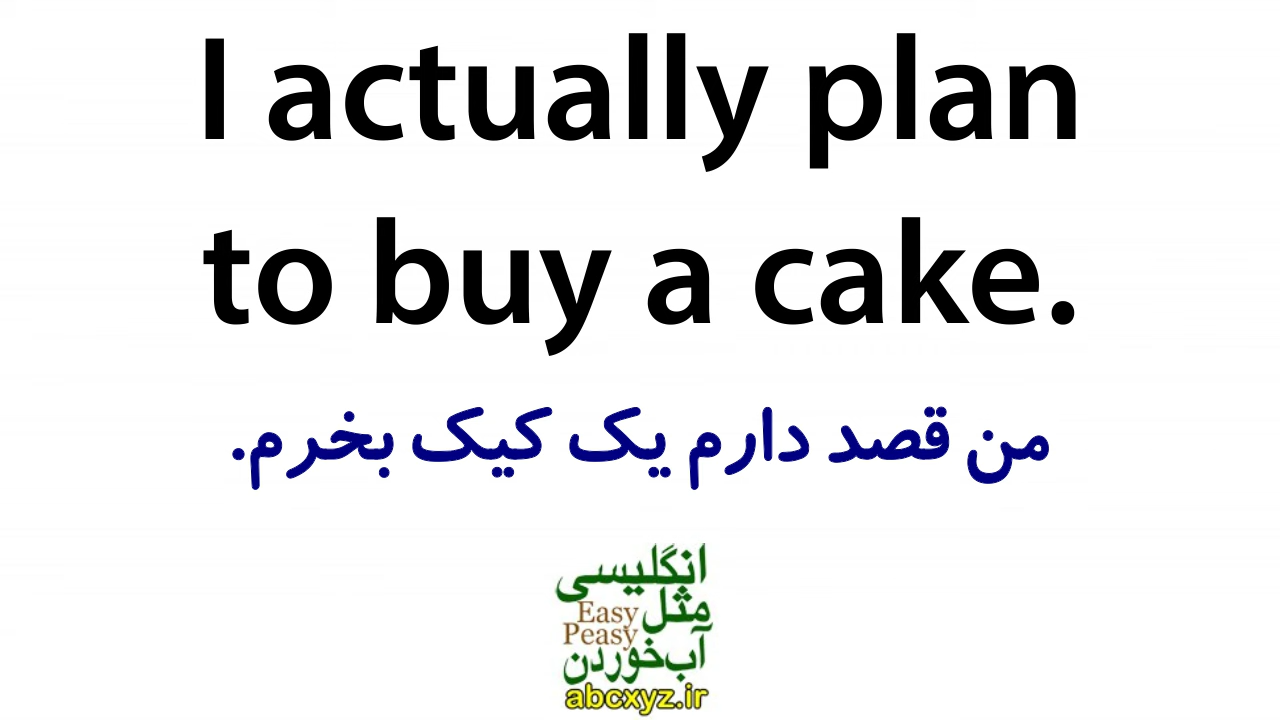 I actually plan
to buy a cake.
من قصد دارم یک کیک بخرم.
انگلیسی
مثل
Easy
Peasy
آب خوردن
abcxyz.ir